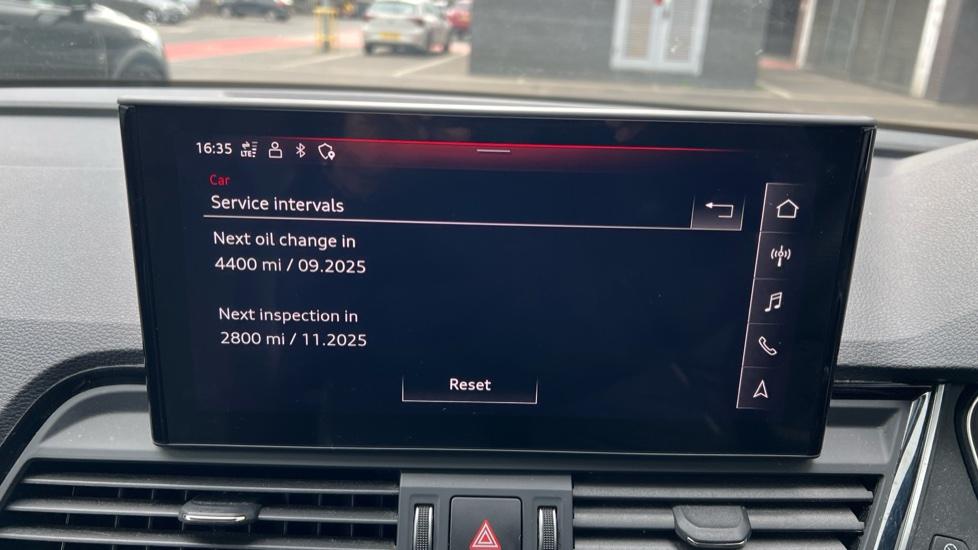 16:35 LTE
Car
Service intervals
Next oil change in
4400 mi / 09.2025
Next inspection in
2800 mi / 11.2025
Reset